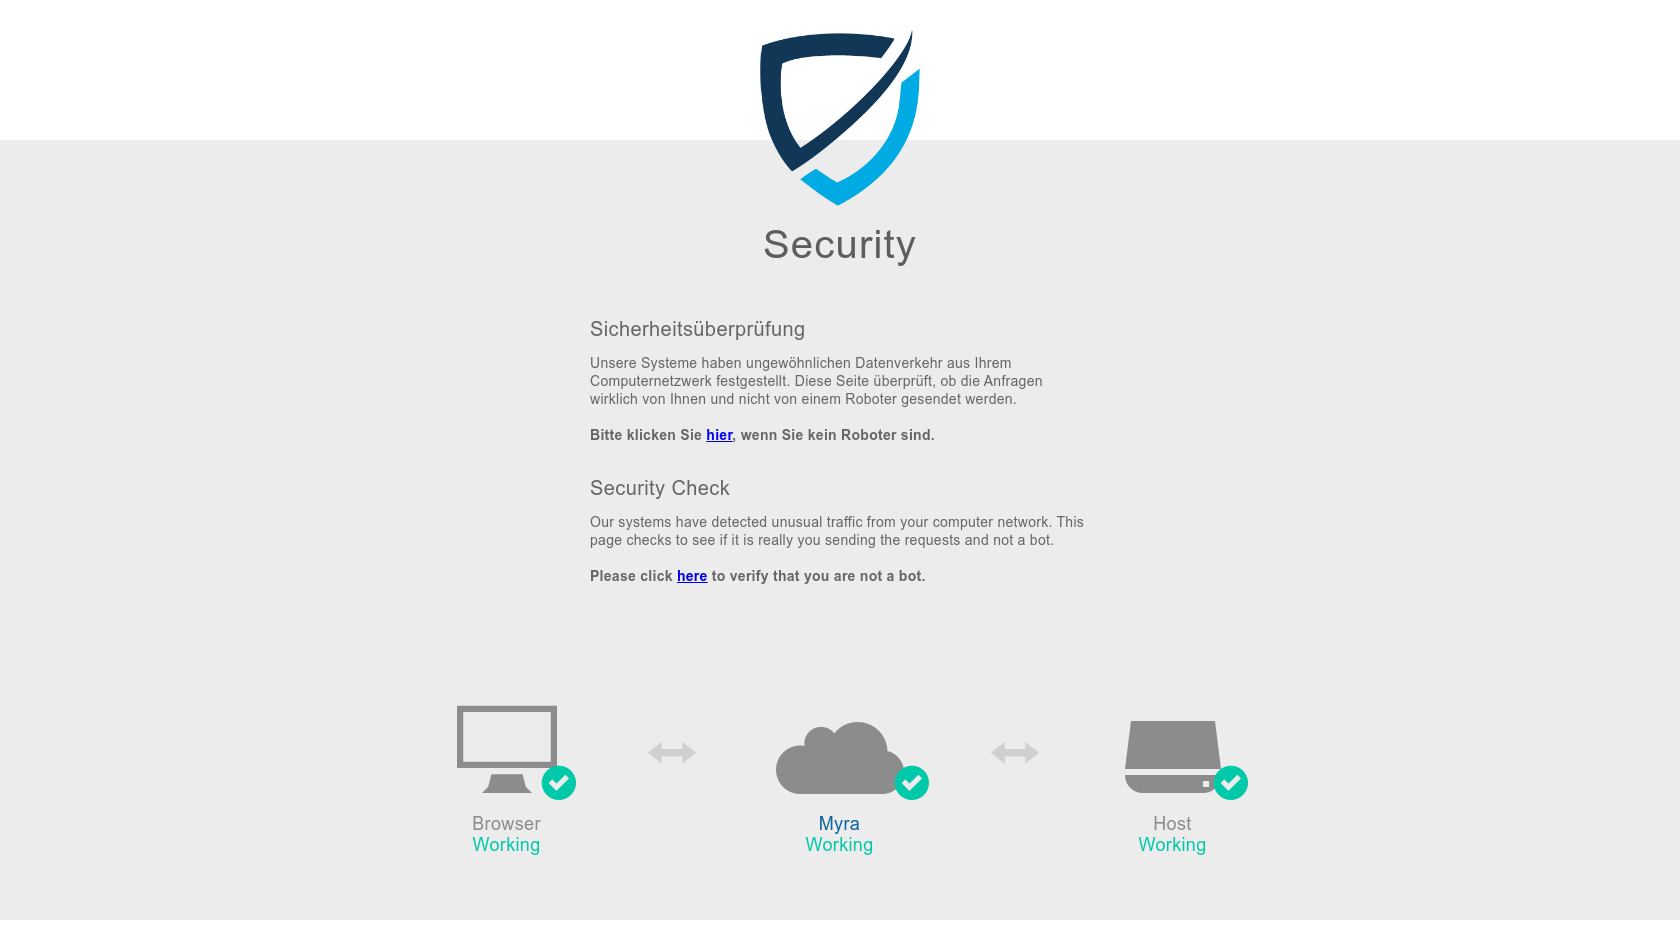 Security
Sicherheitsüberprüfung
Unsere Systeme haben ungewöhnlichen Datenverkehr aus Ihrem
Computernetzwerk festgestellt. Diese Seite überprüft, ob die Anfragen
wirklich von Ihnen und nicht von einem Roboter gesendet werden.
Bitte klicken Sie hier, wenn Sie kein Roboter sind.
Security Check
Our systems have detected unusual traffic from your computer network. This
page checks to see if it is really you sending the requests and not a bot.
Please click here to verify that you are not a bot.
Browser
Working
Myra
Working
Host
Working